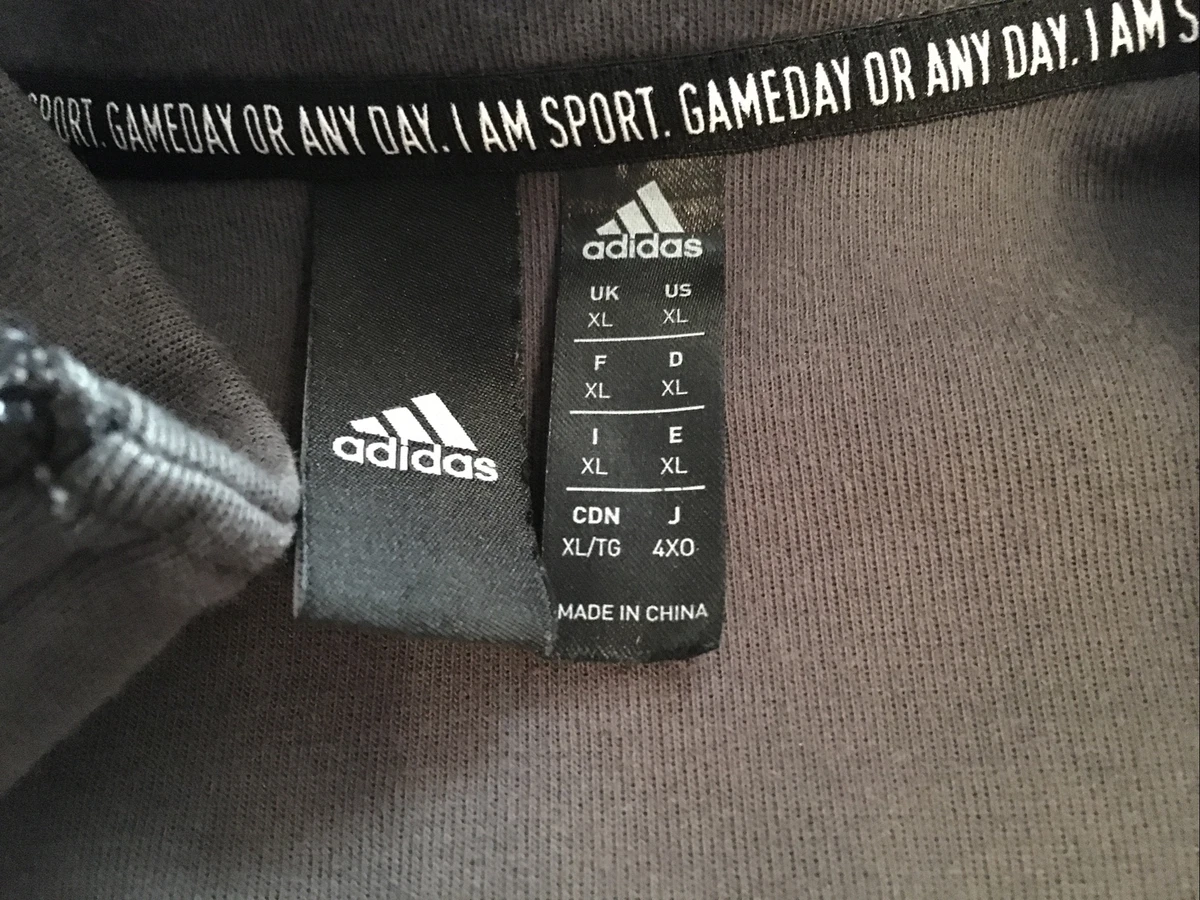 SPORT. GAMEDAY OR ANY DAY. I AM SPORT. GAMEDAY OR ANY DAY. I AM
adidas
adidas
UK US
XL XL
F D
XL XL
I E
XL XL
CDN J
XL/TG 4XO
MADE IN CHINA